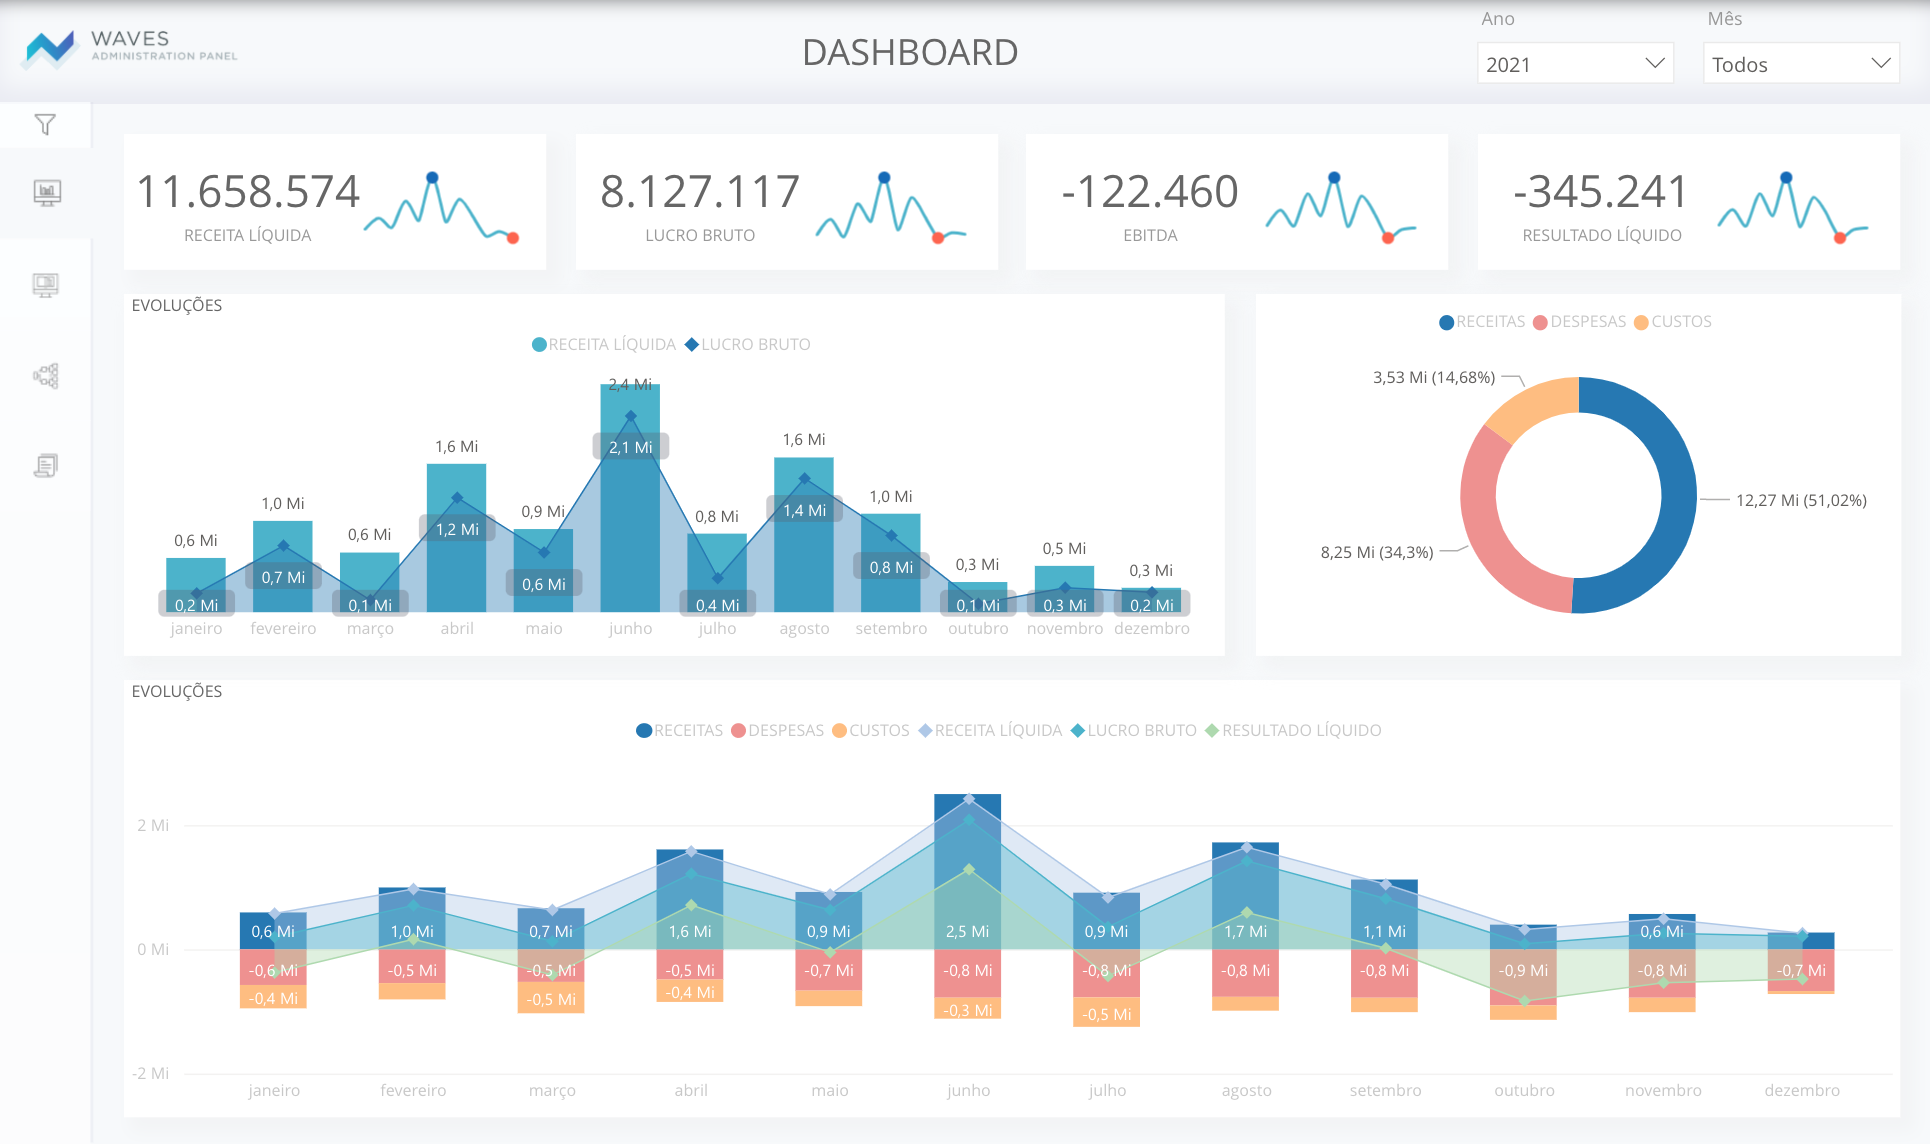 WAVES
ADMINISTRATION PANEL
DASHBOARD
Ano
2021
Mês
Todos
11.658.574
RECEITA LÍQUIDA
8.127.117
LUCRO BRUTO
-122.460
EBITDA
-345.241
RESULTADO LÍQUIDO
EVOLUÇÕES
RECEITA LÍQUIDA LUCRO BRUTO
0,6 Mi 1,0 Mi 0,6 Mi 1,6 Mi 0,9 Mi 2,4 Mi 0,8 Mi 1,6 Mi 1,0 Mi 0,3 Mi 0,5 Mi 0,3 Mi
0,2 Mi 0,7 Mi 0,1 Mi 1,2 Mi 0,6 Mi 2,1 Mi 0,4 Mi 1,4 Mi 0,8 Mi 0,1 Mi 0,3 Mi 0,2 Mi
janeiro fevereiro março abril maio junho julho agosto setembro outubro novembro dezembro
RECEITAS DESPESAS CUSTOS
3,53 Mi (14,68%)
12,27 Mi (51,02%)
8,25 Mi (34,3%)
EVOLUÇÕES
RECEITAS DESPESAS CUSTOS RECEITA LÍQUIDA LUCRO BRUTO RESULTADO LÍQUIDO
2 Mi
0,6 Mi 1,0 Mi 0,7 Mi 1,6 Mi 0,9 Mi 2,5 Mi 0,9 Mi 1,7 Mi 1,1 Mi 0,6 Mi
0 Mi
-0,6 Mi -0,5 Mi -0,5 Mi -0,5 Mi -0,7 Mi -0,8 Mi -0,8 Mi -0,8 Mi -0,8 Mi -0,9 Mi -0,8 Mi -0,7 Mi
-0,4 Mi -0,5 Mi -0,4 Mi -0,3 Mi -0,5 Mi
-2 Mi
janeiro fevereiro março abril maio junho julho agosto setembro outubro novembro dezembro